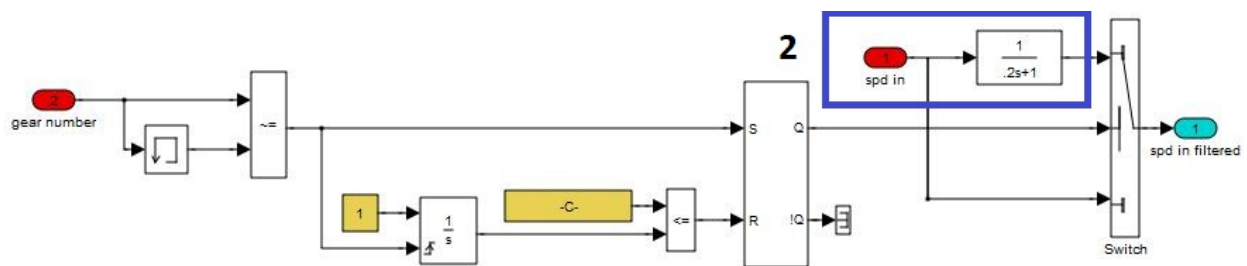 2
1
spd in
1
.2s+1
2
gear number
~=
S
Q
1
spd in filtered
1
1
s
-C-
<=
R
!Q
Switch